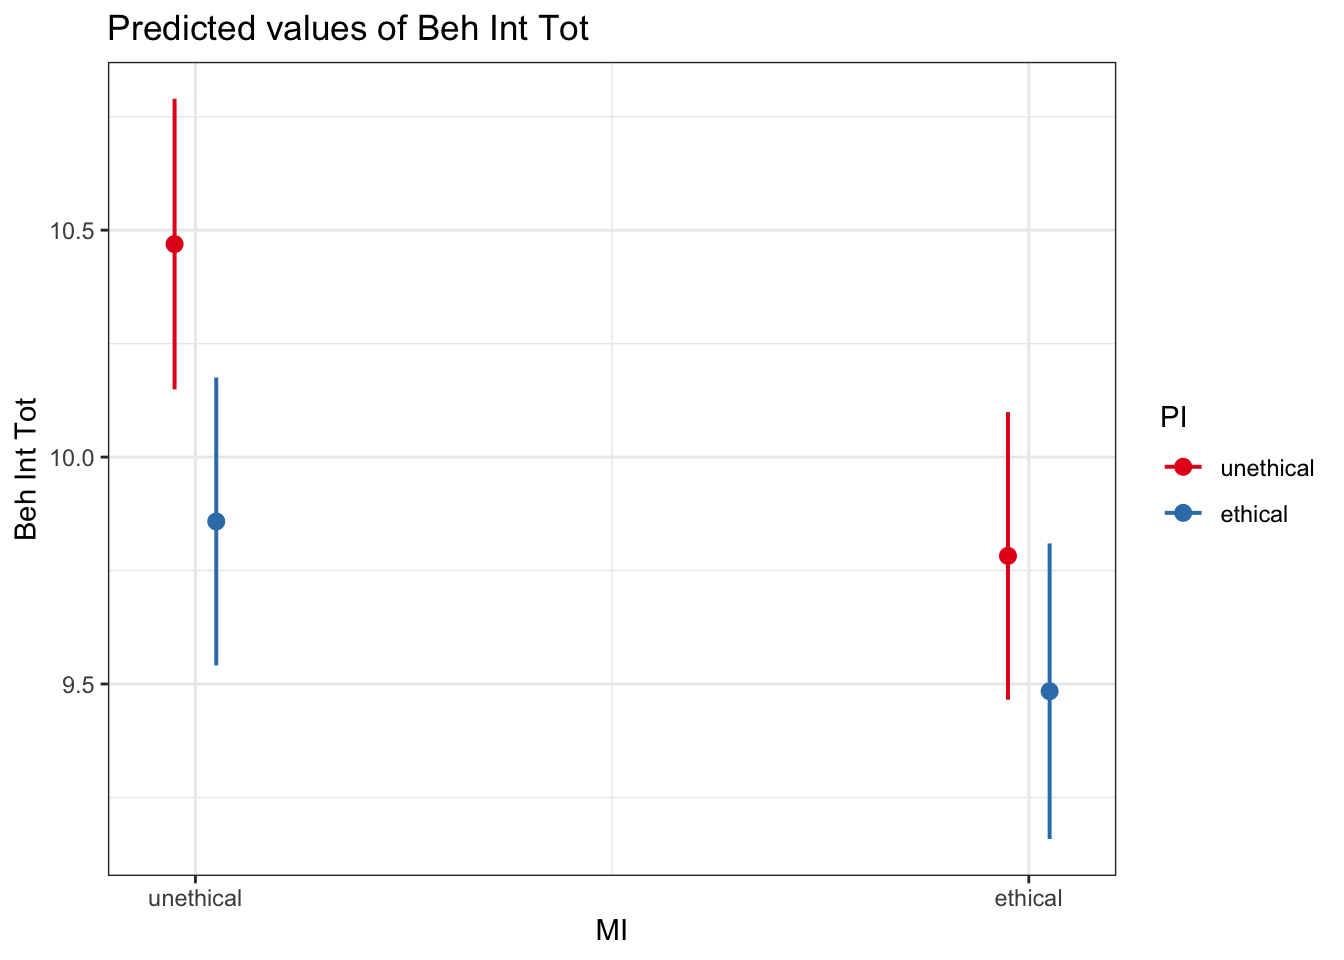 Predicted values of Beh Int Tot
Beh Int Tot
10.5
10.0
9.5
unethical
ethical
MI
PI
unethical
ethical